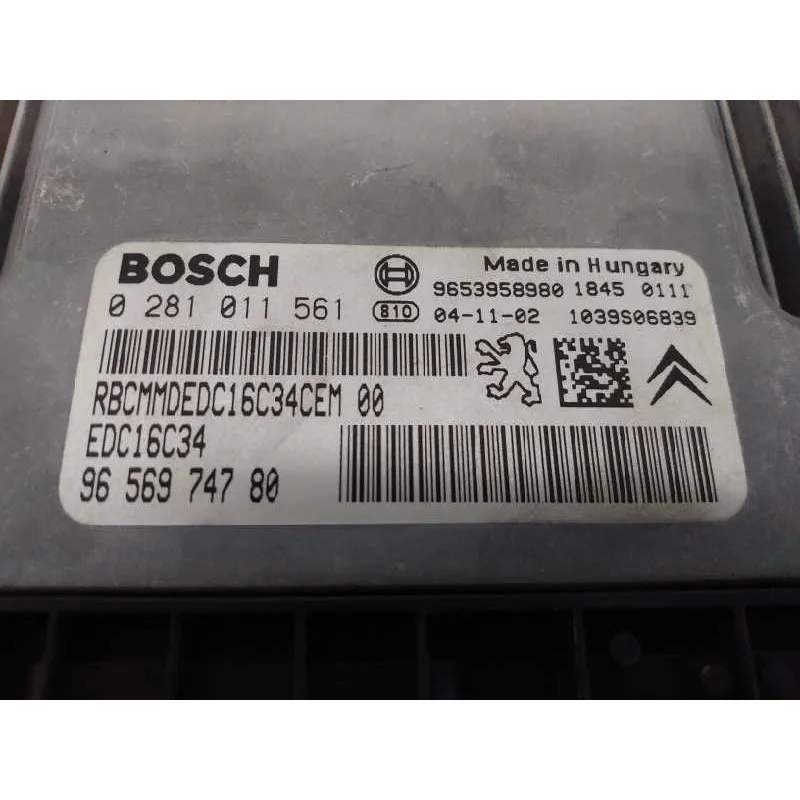 BOSCH
Made in Hungary
0 281 011 561
9653958980 1845 0111
810 04-11-02 1039S06839
RBCMMDEDC16C34CEM 00
EDC16C34
96 569 747 80